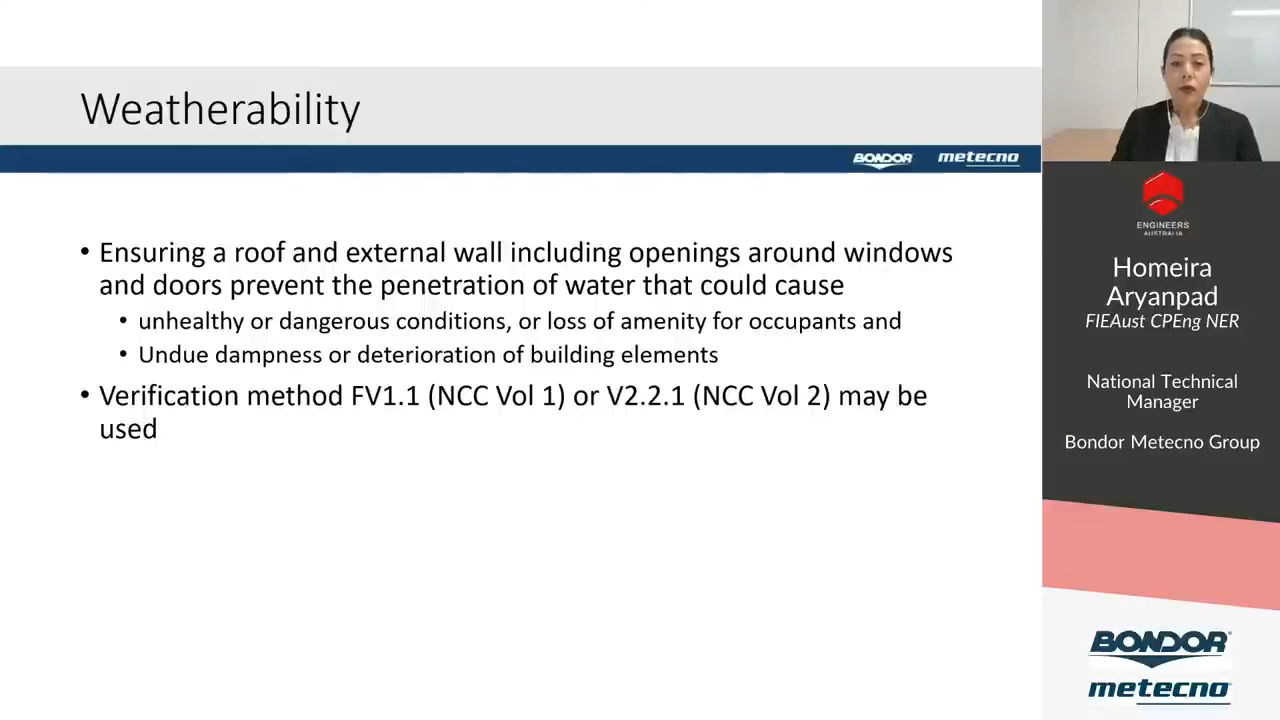 Weatherability
BONDOR metecno
• Ensuring a roof and external wall including openings around windows
and doors prevent the penetration of water that could cause
• unhealthy or dangerous conditions, or loss of amenity for occupants and
• Undue dampness or deterioration of building elements
• Verification method FV1.1 (NCC Vol 1) or V2.2.1 (NCC Vol 2) may be
used
ENGINEERS
AUSTRALIA
Homeira
Aryanpad
FIEAust CPEng NER
National Technical
Manager
Bondor Metecno Group
BONDOR
metecno